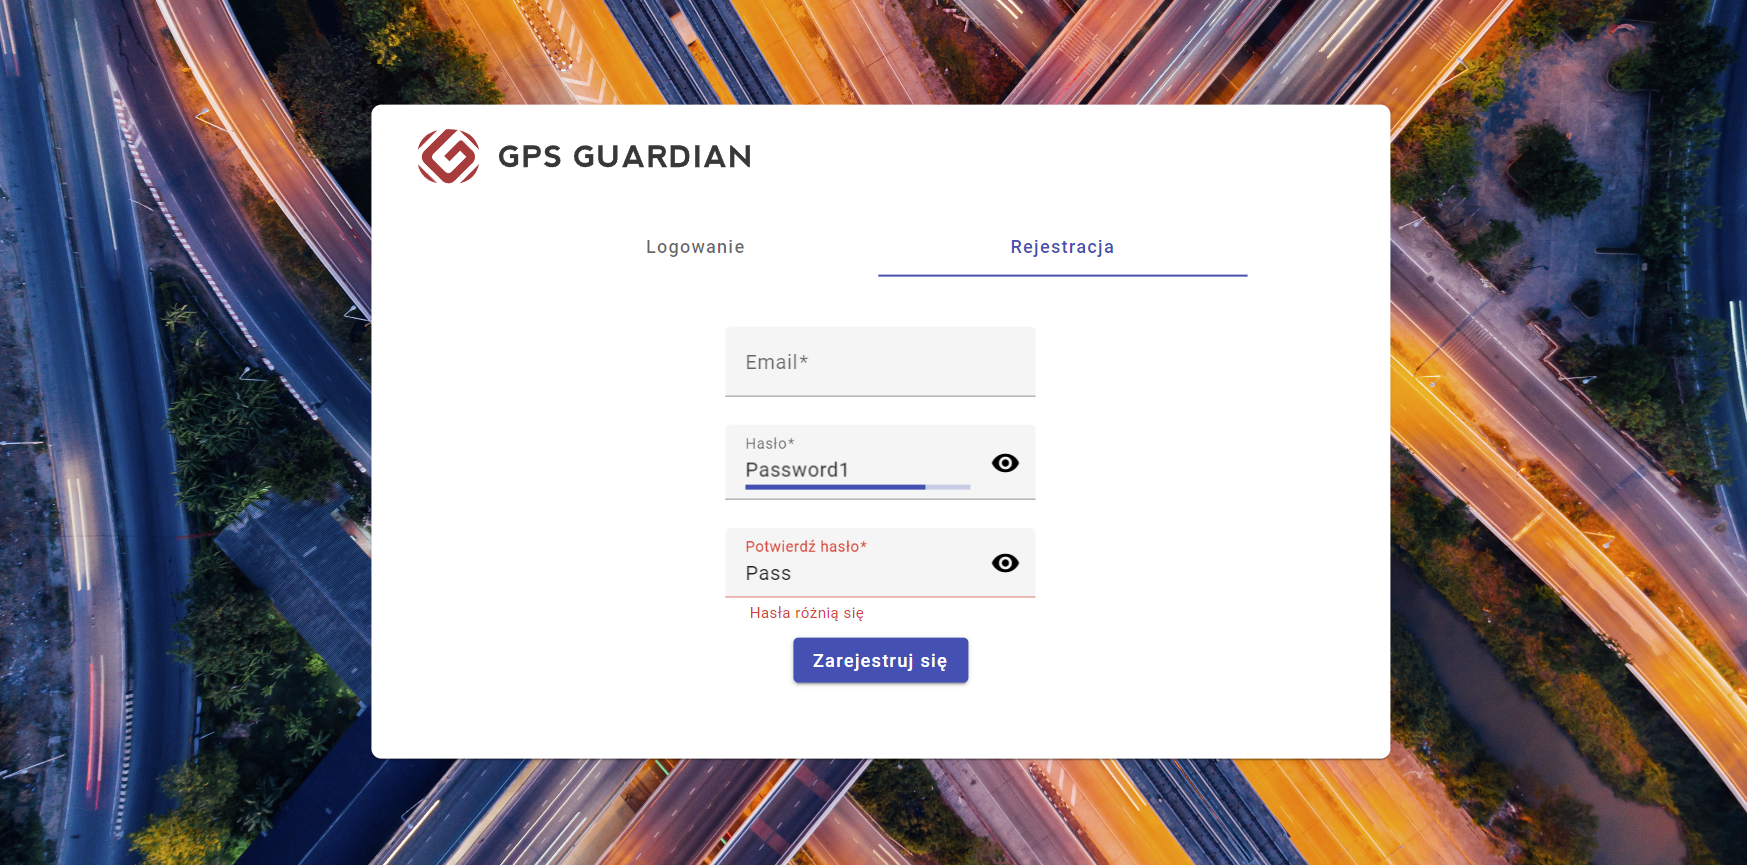 GPS GUARDIAN
Logowanie
Rejestracja
Email*
Hasło*
Password1
Potwierdź hasło*
Pass
Hasła różnią się
Zarejestruj się